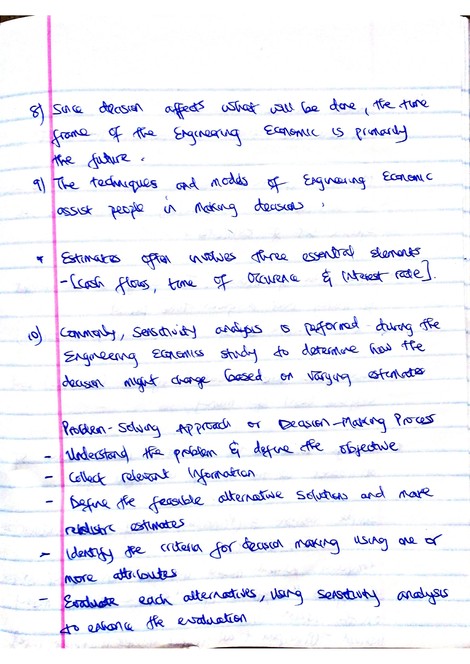 8) Since decision affects what will be done, the time
frame of the Engineering Economic is primarily
the future.
9) The techniques and models of Engineering Economic
assist people in making decisions.
* Estimates often involves three essential elements
-[cash flows, time of Occurence & Interest rate].
10) Commonly, sensitivity analysis is performed during the
Engineering Economics study to determine how the
decision might change based on varying estimates
Problem-Solving Approach or Decision-Making Process
- Understand the problem & define the objective
- Collect relevant Information
- Define the feasible alternative solutions and make
realistic estimates
- Identify the criteria for decision making using one or
more attributes
- Evaluate each alternatives, using sensitivity analysis
to enhance the evaluation